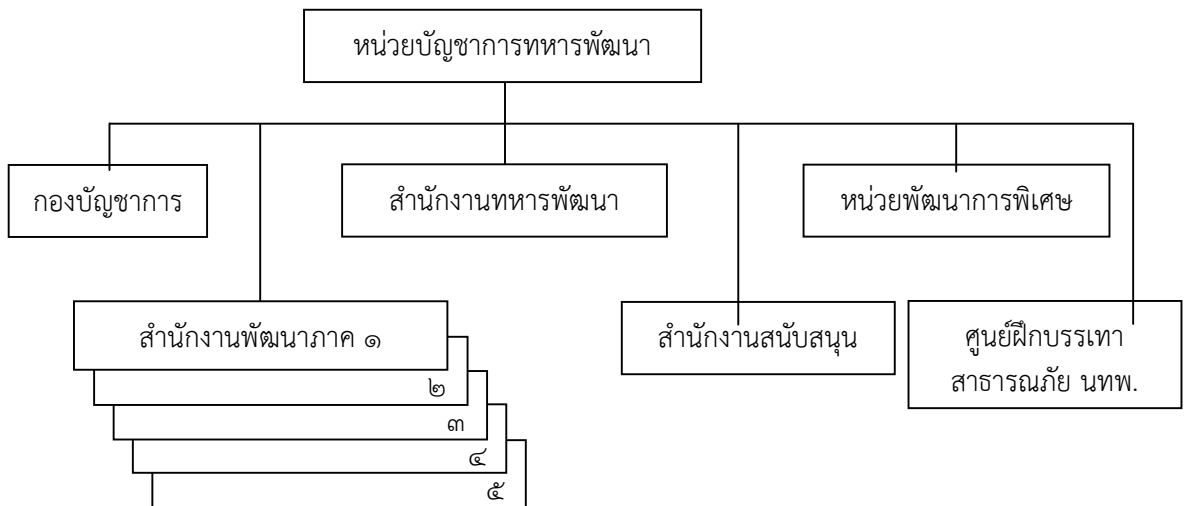 หน่วยบัญชาการทหารพัฒนา
กองบัญชาการ
สำนักงานทหารพัฒนา
หน่วยพัฒนาการพิเศษ
สำนักงานพัฒนาภาค ๑
๒
๓
๔
๕
สำนักงานสนับสนุน
ศูนย์ฝึกบรรเทา
สาธารณภัย นทพ.